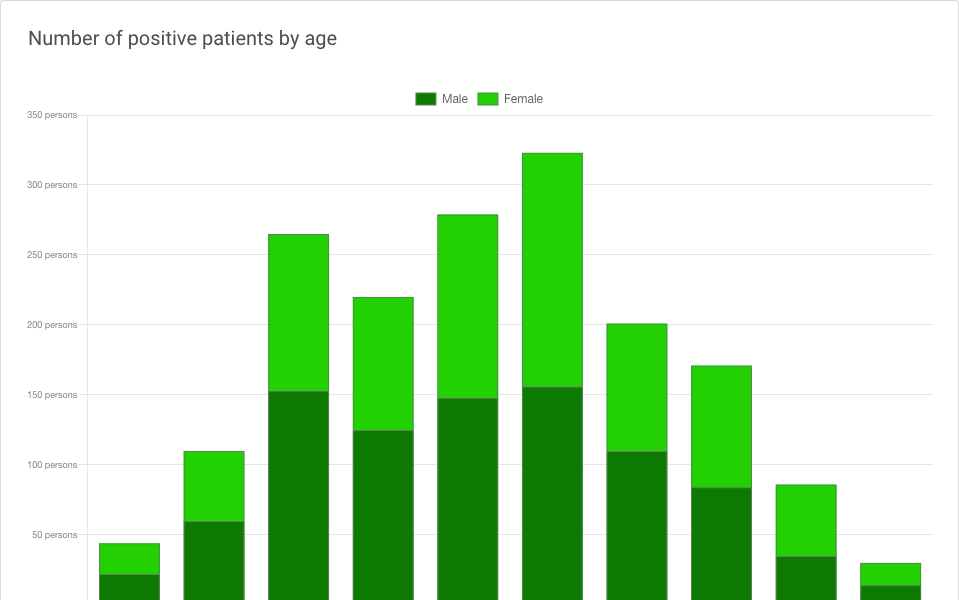 Number of positive patients by age
Male Female
350 persons
300 persons
250 persons
200 persons
150 persons
100 persons
50 persons